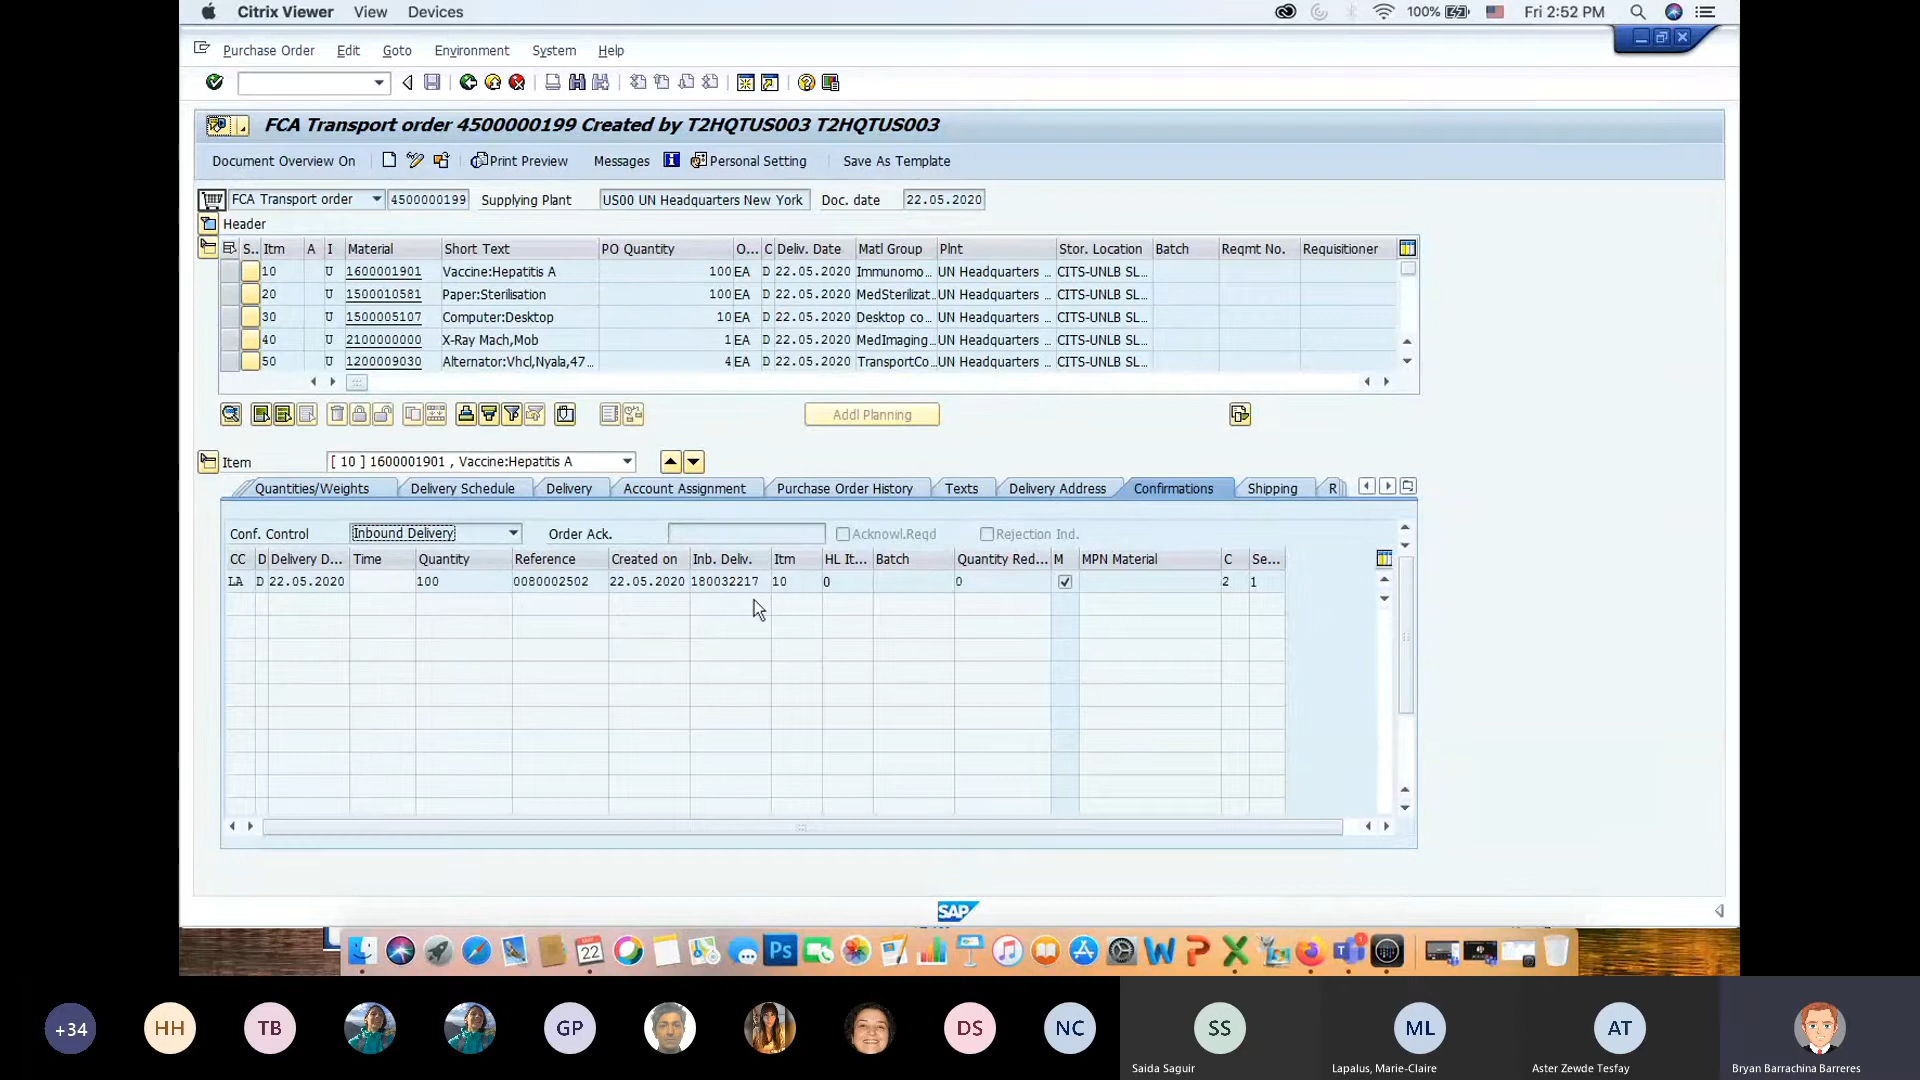 Citrix Viewer View Devices 100% Fri 2:52 PM
Purchase Order Edit Goto Environment System Help
FCA Transport order 4500000199 Created by T2HQTUS003 T2HQTUS003
Document Overview On Print Preview Messages Personal Setting Save As Template
FCA Transport order 4500000199 Supplying Plant US00 UN Headquarters New York Doc. date 22.05.2020
Header
S.. Itm A I Material Short Text PO Quantity O... C Deliv. Date Matl Group Plnt Stor. Location Batch Reqmt No. Requisitioner
10 U 1600001901 Vaccine:Hepatitis A 100 EA D 22.05.2020 Immunomo... UN Headquarters ... CITS-UNLB SL...
20 U 1500010581 Paper:Sterilisation 100 EA D 22.05.2020 MedSterilizat.. UN Headquarters ... CITS-UNLB SL...
30 U 1500005107 Computer:Desktop 10 EA D 22.05.2020 Desktop co... UN Headquarters ... CITS-UNLB SL...
40 U 2100000000 X-Ray Mach,Mob 1 EA D 22.05.2020 MedImaging.. UN Headquarters ... CITS-UNLB SL...
50 U 1200009030 Alternator:Vhcl,Nyala,47... 4 EA D 22.05.2020 TransportCo... UN Headquarters ... CITS-UNLB SL...
Addl Planning
Item [ 10 ] 1600001901 , Vaccine:Hepatitis A
Quantities/Weights Delivery Schedule Delivery Account Assignment Purchase Order History Texts Delivery Address Confirmations Shipping R
Conf. Control Inbound Delivery Order Ack. Acknowl.Reqd Rejection Ind.
CC D Delivery D... Time Quantity Reference Created on Inb. Deliv. Itm HL It... Batch Quantity Red... M MPN Material C Se...
LA D 22.05.2020 100 0080002502 22.05.2020 180032217 10 0 0 2 1
SAP
22 Ps W P X 1
+34 HH TB GP DS NC SS ML AT
Saida Saguir Lapalus, Marie-Claire Aster Zewde Tesfay Bryan Barrachina Barreres